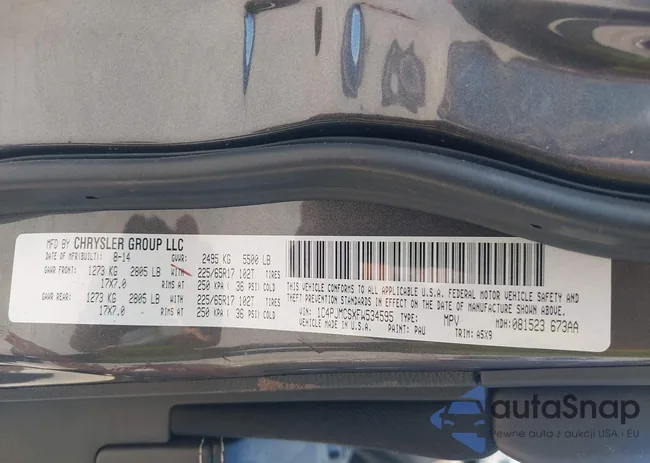 MFD BY CHRYSLER GROUP LLC
DATE OF MFR(BUILT): 8-14 GVWR: 2495 KG 5500 LB
GAWR FRONT: 1273 KG 2805 LB WITH 225/65R17 102T TIRES
17X7.0 RIMS AT 250 KPA ( 36 PSI) COLD
GAWR REAR: 1273 KG 2805 LB WITH 225/65R17 102T TIRES
17X7.0 RIMS AT 250 KPA ( 36 PSI) COLD
THIS VEHICLE CONFORMS TO ALL APPLICABLE U.S.A. FEDERAL MOTOR VEHICLE SAFETY AND
THEFT PREVENTION STANDARDS IN EFFECT ON THE DATE OF MANUFACTURE SHOWN ABOVE.
VIN: 1C4PJMCSXFW534595 TYPE: MPV MDH: 081523 673AA
PAINT: PAU TRIM: A5X9
autaSnap
Pewne auta z aukcji USA i EU